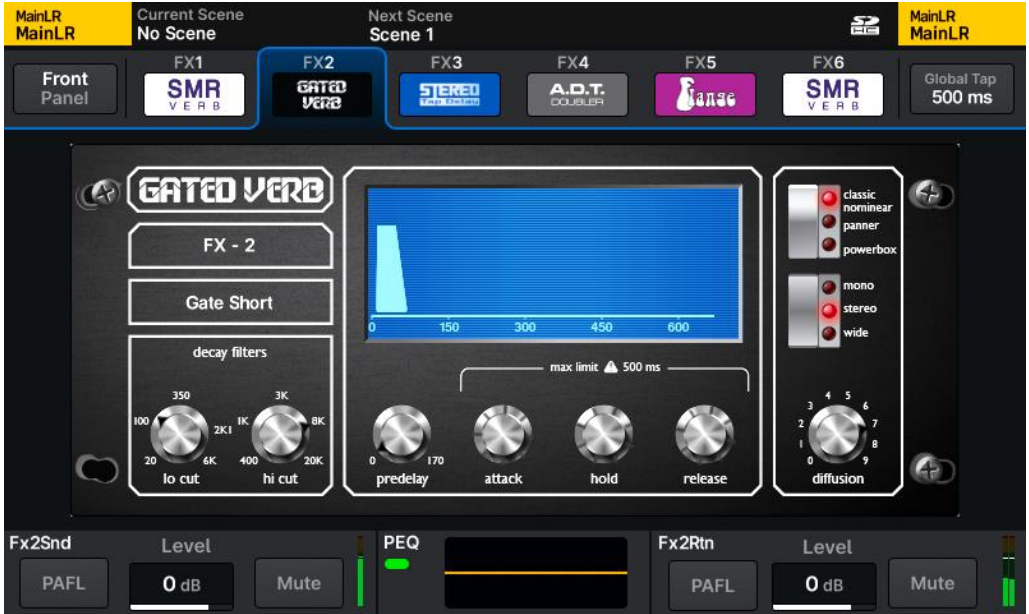 MainLR
MainLR
Current Scene
No Scene
Next Scene
Scene 1
MainLR
MainLR
Front
Panel
FX1
SMR
VERB
FX2
GATED
VERB
FX3
STEREO
Tap Delay
FX4
A.D.T.
DOUBLER
FX5
Flange
FX6
SMR
VERB
Global Tap
500 ms
GATED VERB
FX - 2
Gate Short
decay filters
350
100
2K1
20
6K
lo cut
3K
1K
8K
400
20K
hi cut
0
150
300
450
600
max limit ⚠ 500 ms
0
170
predelay
attack
hold
release
classic
nominear
panner
powerbox
mono
stereo
wide
4
5
3
6
2
7
1
8
0
9
diffusion
Fx2Snd
Level
PAFL
0 dB
Mute
PEQ
Fx2Rtn
Level
PAFL
0 dB
Mute